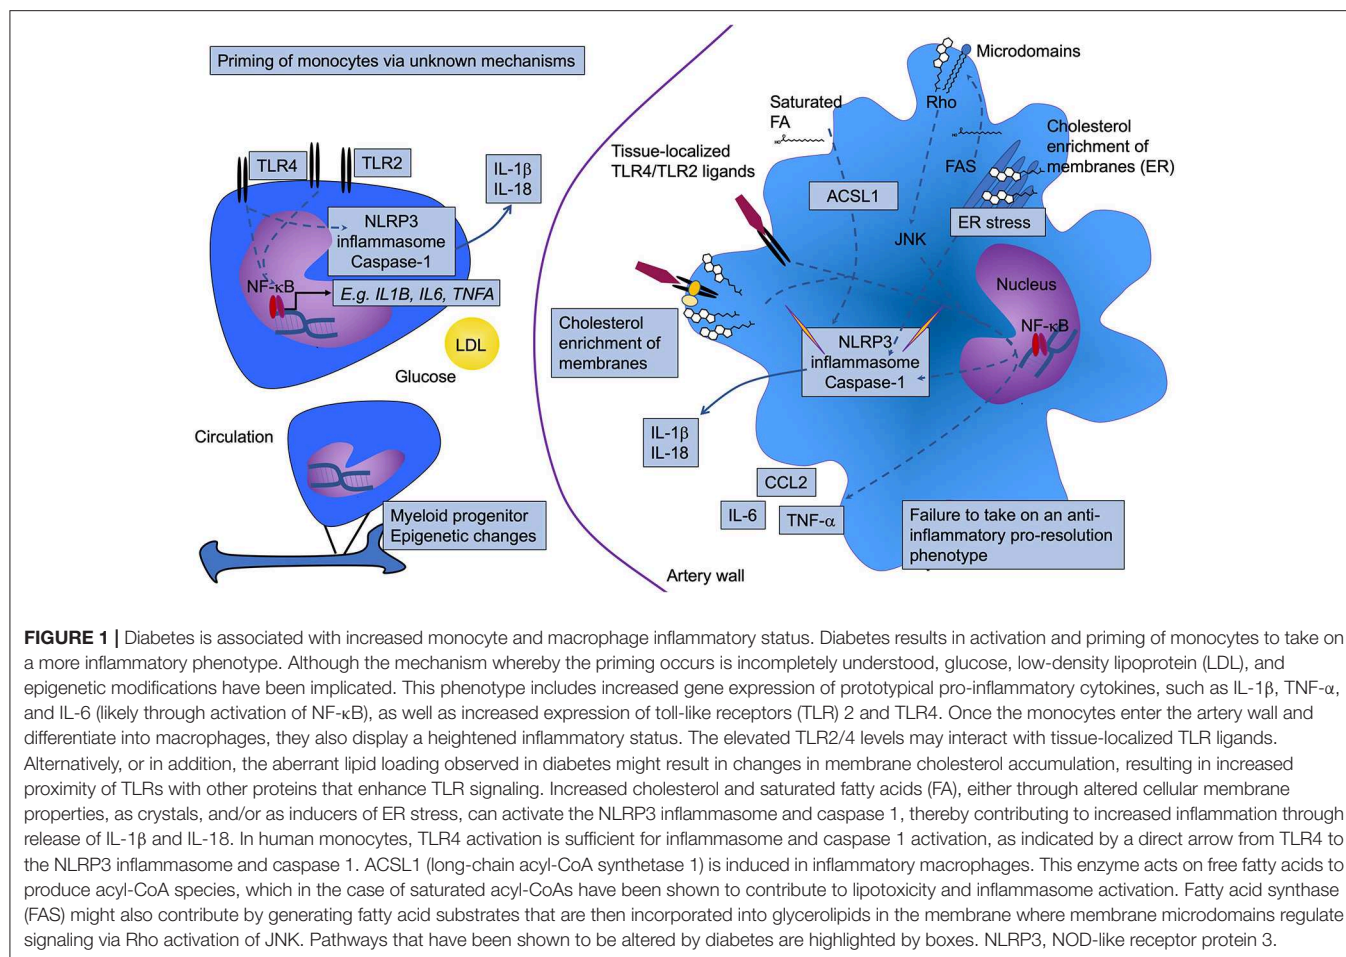 Priming of monocytes via unknown mechanisms
TLR4
TLR2
IL-1β
IL-18
NLRP3
inflammasome
Caspase-1
NF-κB
E.g. IL1B, IL6, TNFA
LDL
Glucose
Circulation
Myeloid progenitor
Epigenetic changes
Microdomains
Saturated
FA
Rho
Cholesterol
enrichment of
membranes (ER)
Tissue-localized
TLR4/TLR2 ligands
FAS
ACSL1
ER stress
JNK
Nucleus
NF-κB
Cholesterol
enrichment of
membranes
NLRP3
inflammasome
Caspase-1
IL-1β
IL-18
CCL2
IL-6
TNF-α
Failure to take on an anti-
inflammatory pro-resolution
phenotype
Artery wall
HO
HO
FIGURE 1 | Diabetes is associated with increased monocyte and macrophage inflammatory status. Diabetes results in activation and priming of monocytes to take on
a more inflammatory phenotype. Although the mechanism whereby the priming occurs is incompletely understood, glucose, low-density lipoprotein (LDL), and
epigenetic modifications have been implicated. This phenotype includes increased gene expression of prototypical pro-inflammatory cytokines, such as IL-1β, TNF-α,
and IL-6 (likely through activation of NF-κB), as well as increased expression of toll-like receptors (TLR) 2 and TLR4. Once the monocytes enter the artery wall and
differentiate into macrophages, they also display a heightened inflammatory status. The elevated TLR2/4 levels may interact with tissue-localized TLR ligands.
Alternatively, or in addition, the aberrant lipid loading observed in diabetes might result in changes in membrane cholesterol accumulation, resulting in increased
proximity of TLRs with other proteins that enhance TLR signaling. Increased cholesterol and saturated fatty acids (FA), either through altered cellular membrane
properties, as crystals, and/or as inducers of ER stress, can activate the NLRP3 inflammasome and caspase 1, thereby contributing to increased inflammation through
release of IL-1β and IL-18. In human monocytes, TLR4 activation is sufficient for inflammasome and caspase 1 activation, as indicated by a direct arrow from TLR4 to
the NLRP3 inflammasome and caspase 1. ACSL1 (long-chain acyl-CoA synthetase 1) is induced in inflammatory macrophages. This enzyme acts on free fatty acids to
produce acyl-CoA species, which in the case of saturated acyl-CoAs have been shown to contribute to lipotoxicity and inflammasome activation. Fatty acid synthase
(FAS) might also contribute by generating fatty acid substrates that are then incorporated into glycerolipids in the membrane where membrane microdomains regulate
signaling via Rho activation of JNK. Pathways that have been shown to be altered by diabetes are highlighted by boxes. NLRP3, NOD-like receptor protein 3.